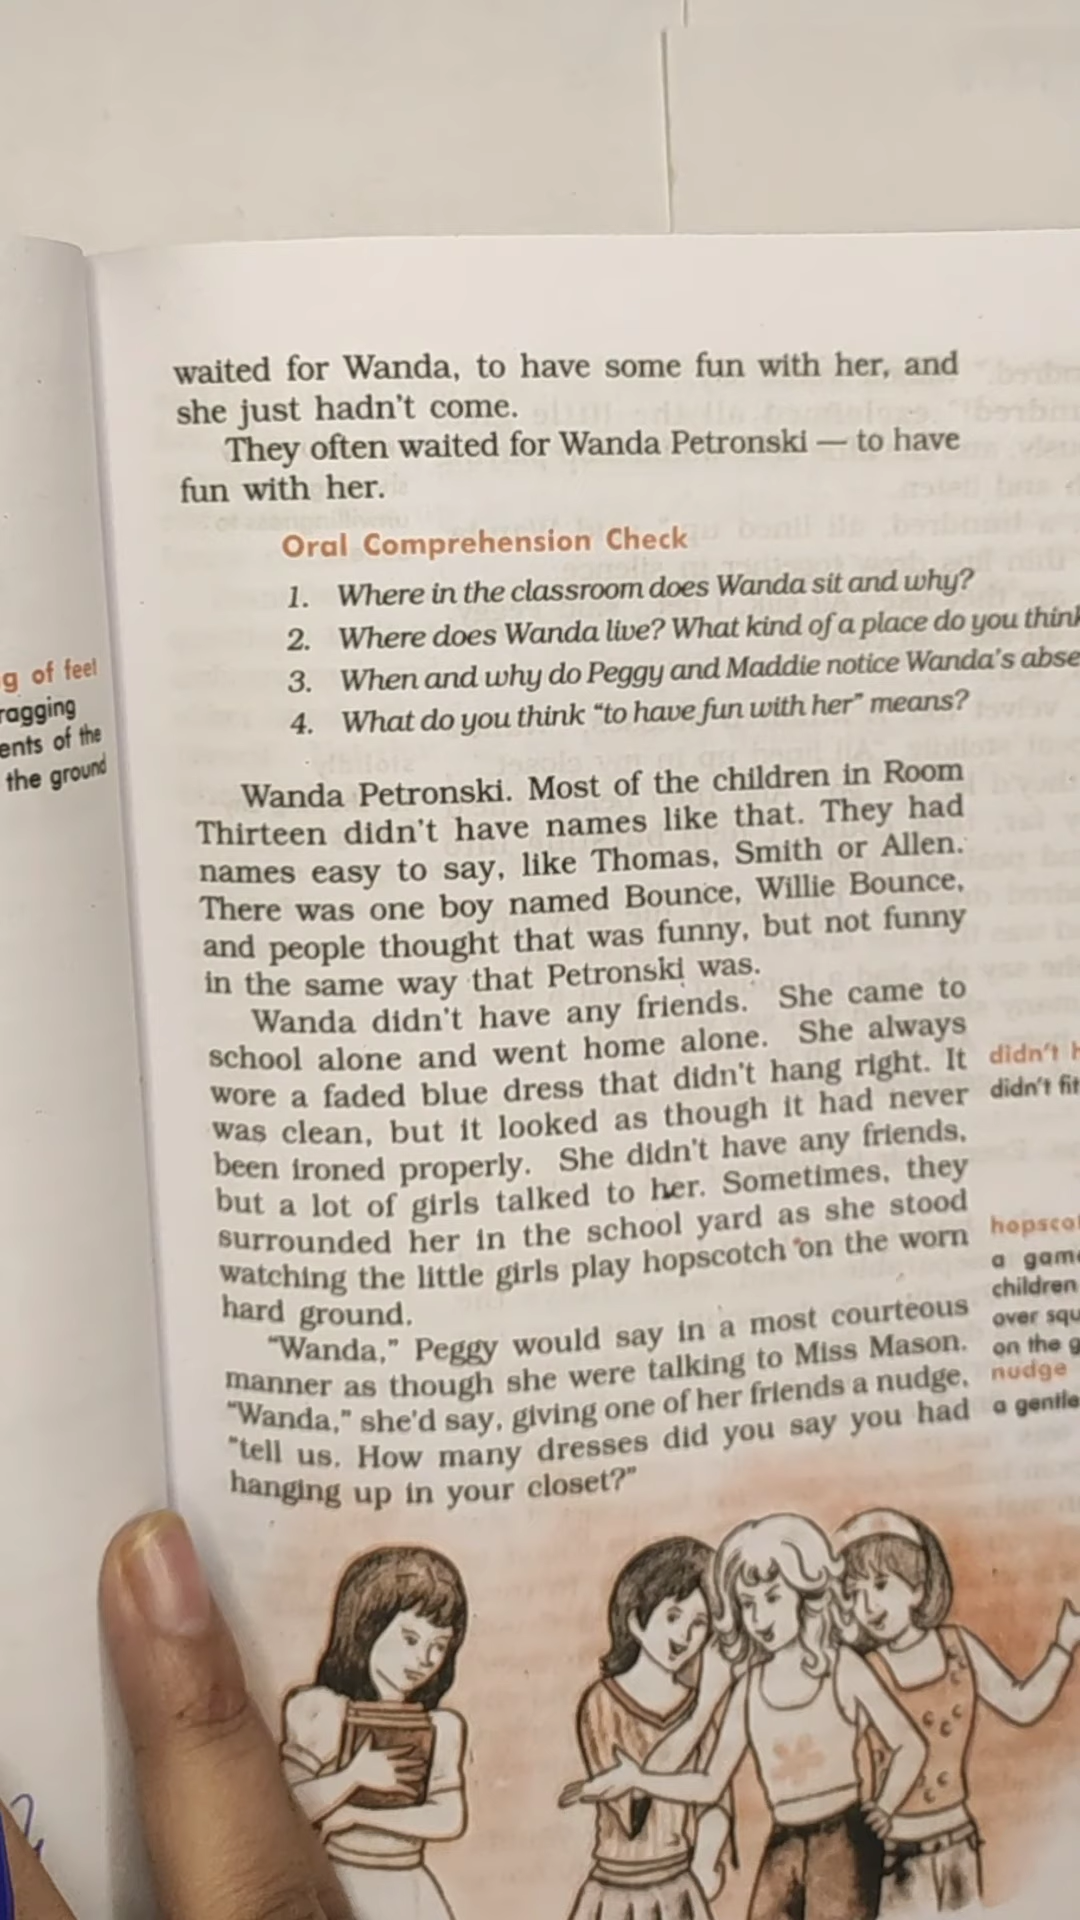 waited for Wanda, to have some fun with her, and
she just hadn't come.
They often waited for Wanda Petronski — to have
fun with her.
Oral Comprehension Check
1. Where in the classroom does Wanda sit and why?
2. Where does Wanda live? What kind of a place do you think
3. When and why do Peggy and Maddie notice Wanda's abse
4. What do you think “to have fun with her” means?
g of feel
ragging
ents of the
the ground
Wanda Petronski. Most of the children in Room
Thirteen didn't have names like that. They had
names easy to say, like Thomas, Smith or Allen.
There was one boy named Bounce, Willie Bounce,
and people thought that was funny, but not funny
in the same way that Petronski was.
Wanda didn't have any friends. She came to
school alone and went home alone. She always
wore a faded blue dress that didn't hang right. It
was clean, but it looked as though it had never
been ironed properly. She didn't have any friends,
but a lot of girls talked to her. Sometimes, they
surrounded her in the school yard as she stood
watching the little girls play hopscotch on the worn
hard ground.
“Wanda,” Peggy would say in a most courteous
manner as though she were talking to Miss Mason.
“Wanda,” she'd say, giving one of her friends a nudge,
“tell us. How many dresses did you say you had
hanging up in your closet?”
didn't h
didn't fit
hopscot
a game
children
over squ
on the g
nudge
a gentle